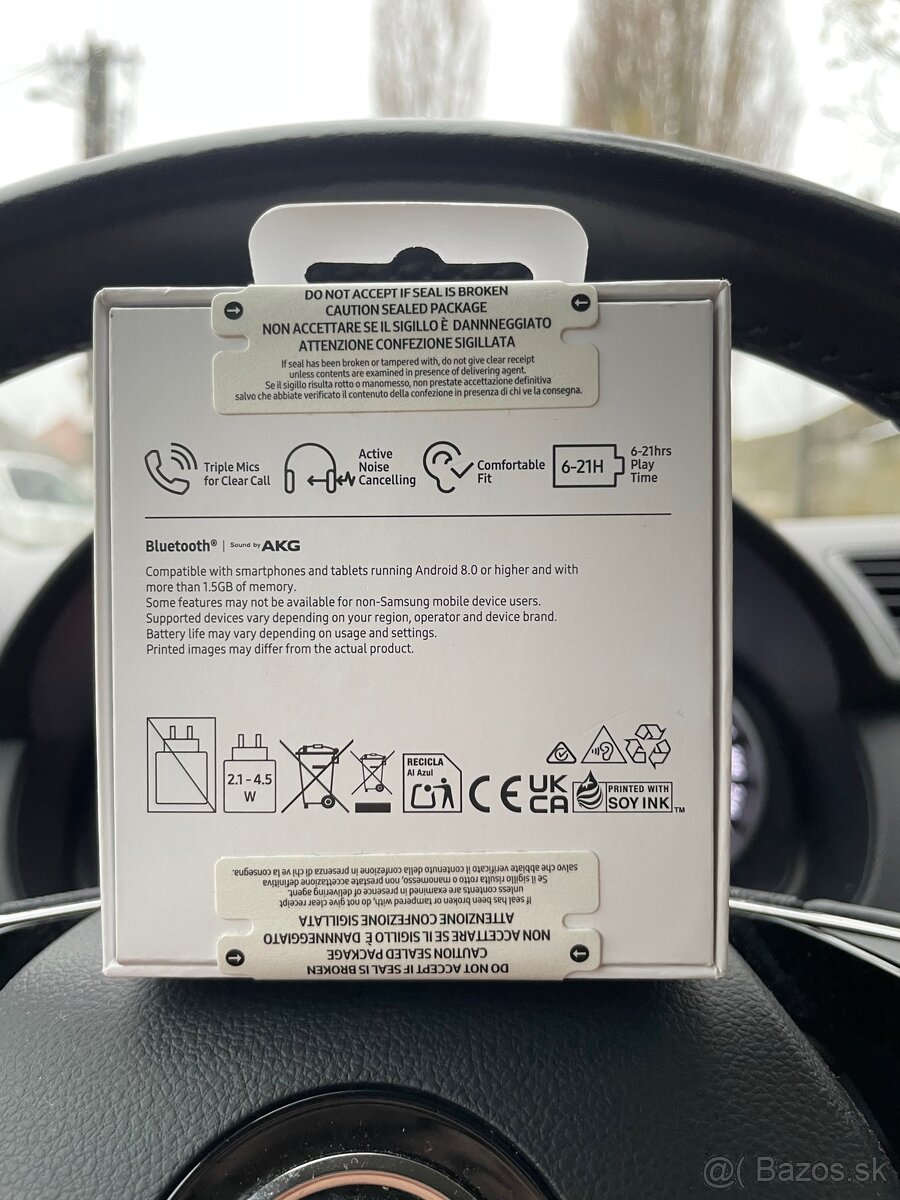 DO NOT ACCEPT IF SEAL IS BROKEN
CAUTION SEALED PACKAGE
NON ACCETTARE SE IL SIGILLO È DANNNEGGIATO
ATTENZIONE CONFEZIONE SIGILLATA
If seal has been broken or tampered with, do not give clear receipt
unless contents are examined in presence of delivering agent.
Se il sigillo risulta rotto o manomesso, non prestate accettazione definitiva
salvo che abbiate verificato il contenuto della confezione in presenza di chi ve la consegna.
Triple Mics
for Clear Call
Active
Noise
Cancelling
Comfortable
Fit
6-21H
6-21hrs
Play
Time
Bluetooth® | Sound by AKG
Compatible with smartphones and tablets running Android 8.0 or higher and with
more than 1.5GB of memory.
Some features may not be available for non-Samsung mobile device users.
Supported devices vary depending on your region, operator and device brand.
Battery life may vary depending on usage and settings.
Printed images may differ from the actual product.
2.1 - 4.5
W
RECICLA
Al Azul
CE
UK
CA
PRINTED WITH
SOY INK™
DO NOT ACCEPT IF SEAL IS BROKEN
CAUTION SEALED PACKAGE
NON ACCETTARE SE IL SIGILLO È DANNNEGGIATO
ATTENZIONE CONFEZIONE SIGILLATA
If seal has been broken or tampered with, do not give clear receipt
unless contents are examined in presence of delivering agent.
Se il sigillo risulta rotto o manomesso, non prestate accettazione definitiva
salvo che abbiate verificato il contenuto della confezione in presenza di chi ve la consegna.
@( Bazos.sk